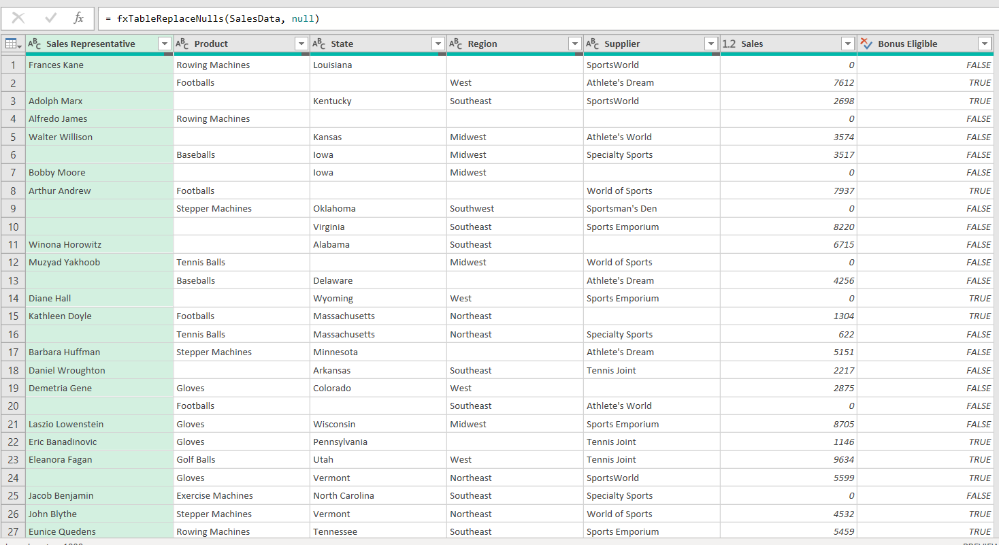 fx = fxTableReplaceNulls(SalesData, null)
ABC Sales Representative ABC Product ABC State ABC Region ABC Supplier 1.2 Sales Bonus Eligible
1 Frances Kane Rowing Machines Louisiana SportsWorld 0 FALSE
2 Footballs West Athlete's Dream 7612 TRUE
3 Adolph Marx Kentucky Southeast SportsWorld 2698 TRUE
4 Alfredo James Rowing Machines 0 FALSE
5 Walter Willison Kansas Midwest Athlete's World 3574 FALSE
6 Baseballs Iowa Midwest Specialty Sports 3517 FALSE
7 Bobby Moore Iowa Midwest 0 FALSE
8 Arthur Andrew Footballs World of Sports 7937 TRUE
9 Stepper Machines Oklahoma Southwest Sportsman's Den 0 FALSE
10 Virginia Southeast Sports Emporium 8220 FALSE
11 Winona Horowitz Alabama Southeast 6715 FALSE
12 Muzyad Yakhoob Tennis Balls Midwest World of Sports 0 FALSE
13 Baseballs Delaware Athlete's Dream 4256 FALSE
14 Diane Hall Wyoming West Sports Emporium 0 TRUE
15 Kathleen Doyle Footballs Massachusetts Northeast 1304 TRUE
16 Tennis Balls Massachusetts Northeast Specialty Sports 622 FALSE
17 Barbara Huffman Stepper Machines Minnesota Athlete's Dream 5151 FALSE
18 Daniel Wroughton Arkansas Southeast Tennis Joint 2217 FALSE
19 Demetria Gene Gloves Colorado West 2875 FALSE
20 Footballs Southeast Athlete's World 0 FALSE
21 Laszio Lowenstein Gloves Wisconsin Midwest Sports Emporium 8705 FALSE
22 Eric Banadinovic Gloves Pennsylvania Tennis Joint 1146 TRUE
23 Eleanora Fagan Golf Balls Utah West Tennis Joint 9634 TRUE
24 Gloves Vermont Northeast SportsWorld 5599 TRUE
25 Jacob Benjamin Exercise Machines North Carolina Southeast Specialty Sports 0 FALSE
26 John Blythe Stepper Machines Vermont Northeast World of Sports 4532 TRUE
27 Eunice Quedens Rowing Machines Tennessee Southeast Sports Emporium 5459 TRUE